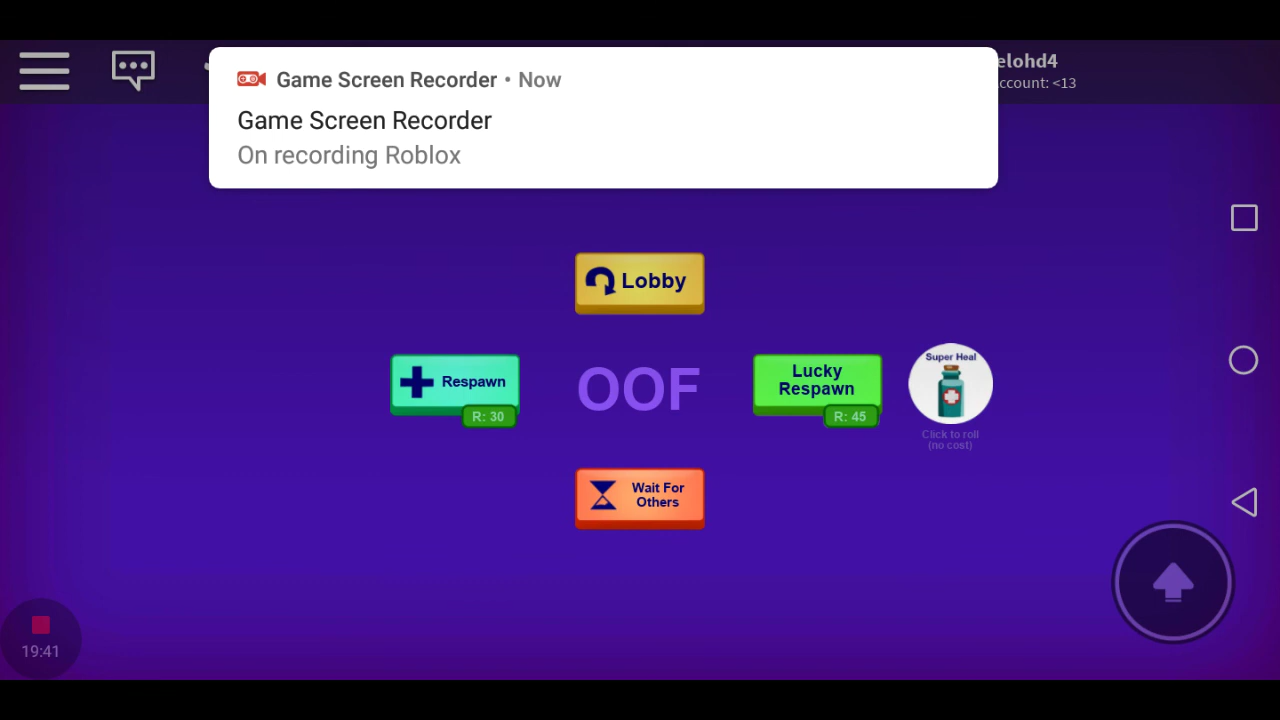 Game Screen Recorder • Now
Game Screen Recorder
On recording Roblox
elohd4
ccount: <13
Lobby
Respawn
R: 30
OOF
Lucky
Respawn
R: 45
Super Heal
Click to roll
(no cost)
Wait For
Others
19:41